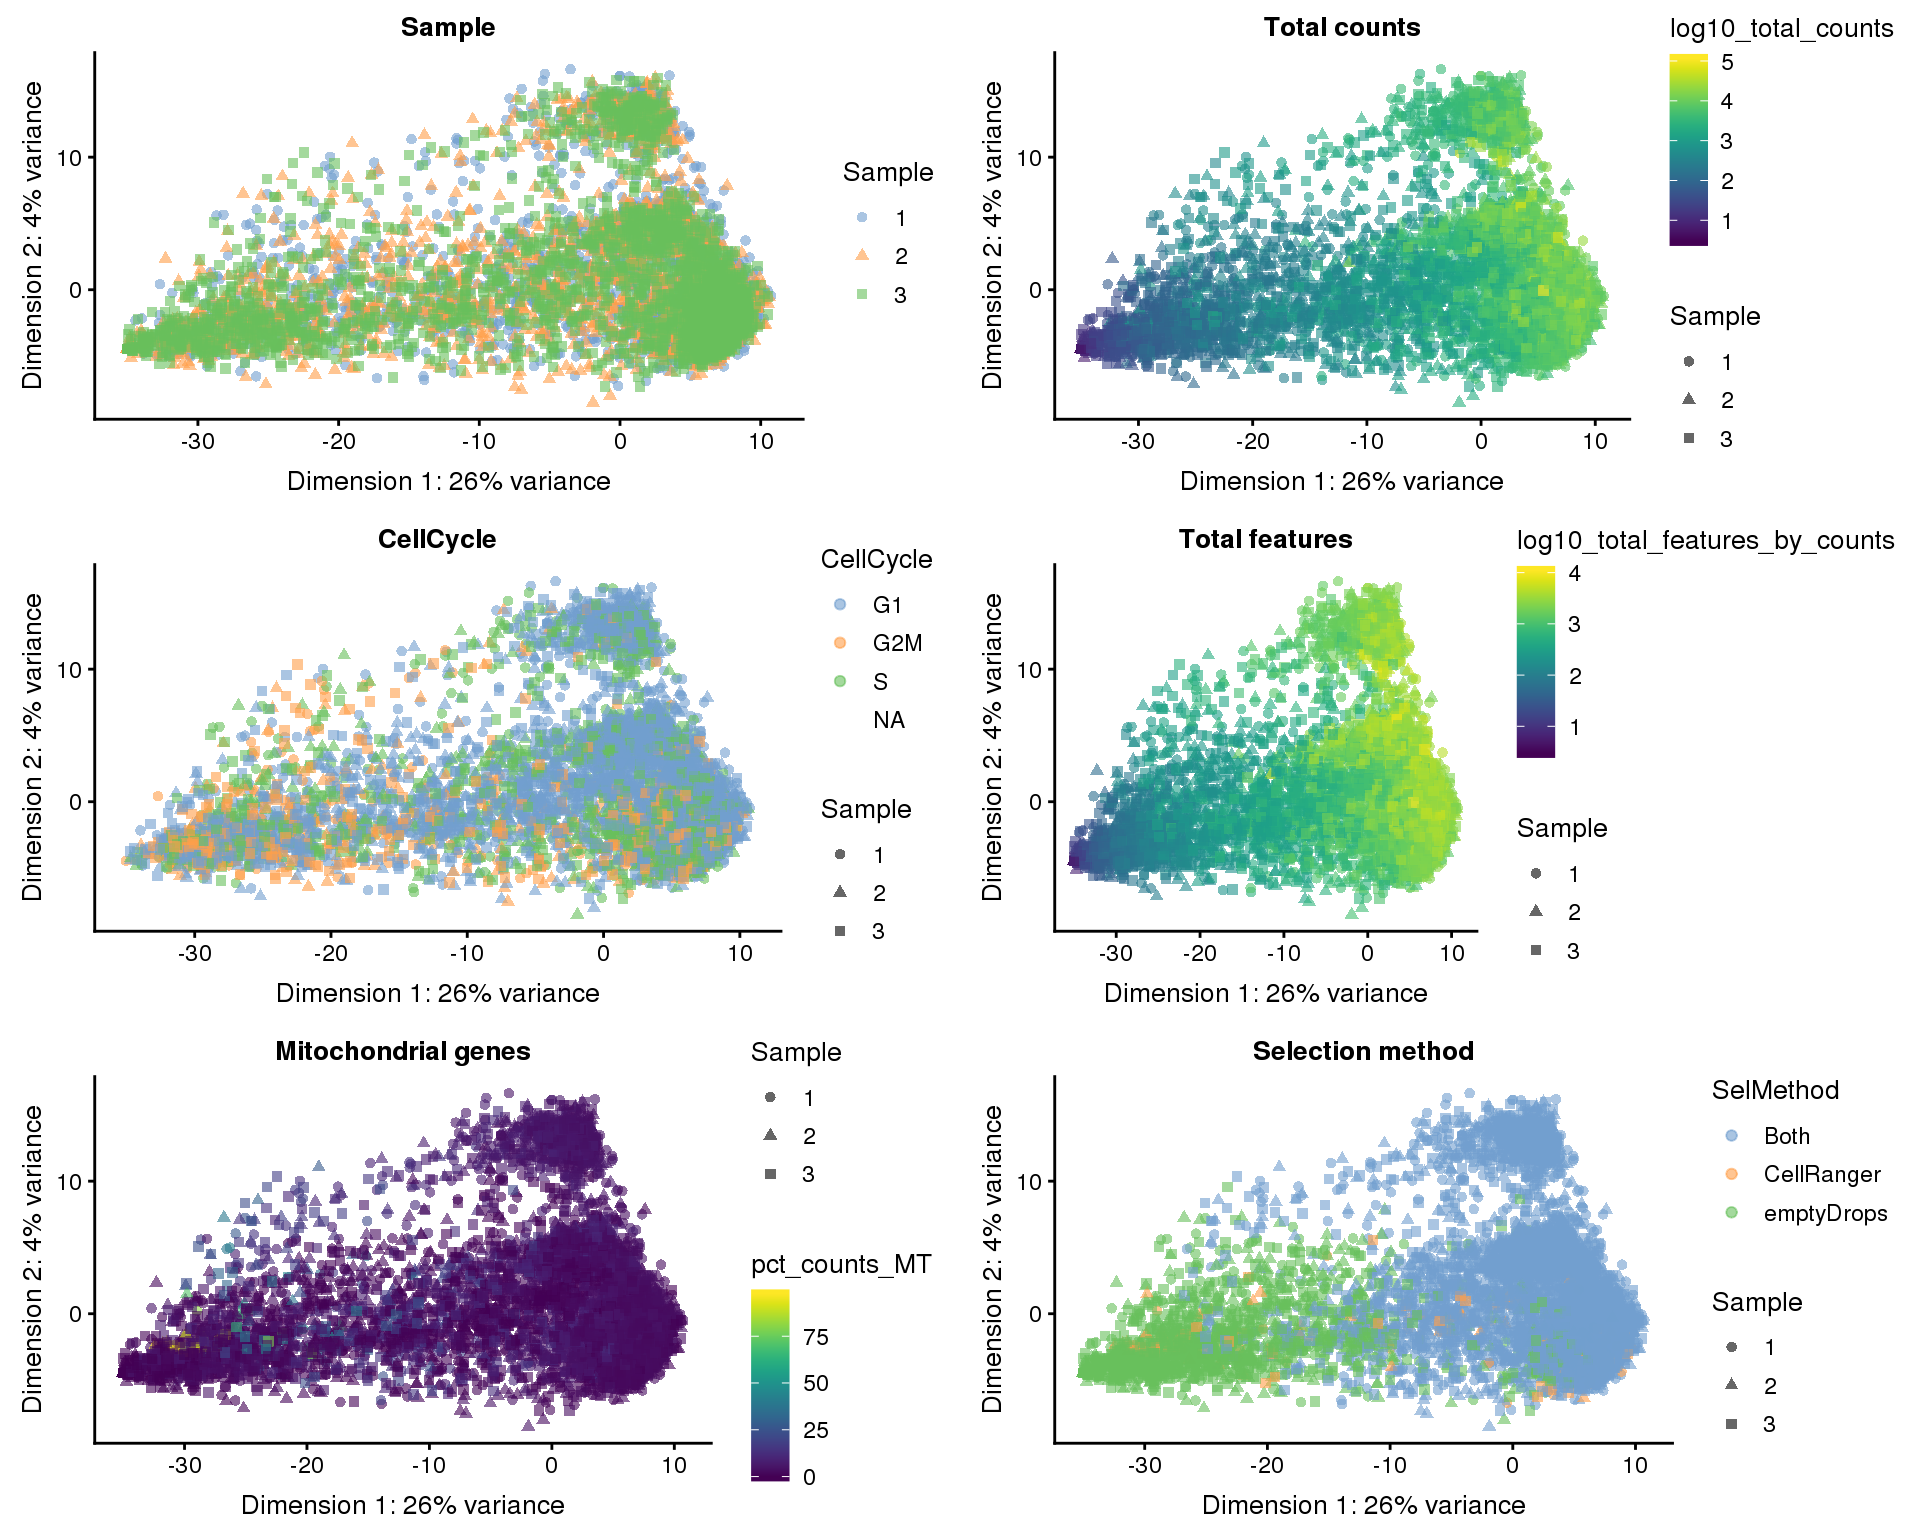 Sample
Dimension 2: 4% variance
10
0
-30 -20 -10 0 10
Dimension 1: 26% variance
Sample
1
2
3
Total counts
Dimension 2: 4% variance
10
0
-30 -20 -10 0 10
Dimension 1: 26% variance
log10_total_counts
5
4
3
2
1
Sample
1
2
3
CellCycle
Dimension 2: 4% variance
10
0
-30 -20 -10 0 10
Dimension 1: 26% variance
CellCycle
G1
G2M
S
NA
Sample
1
2
3
Total features
Dimension 2: 4% variance
10
0
-30 -20 -10 0 10
Dimension 1: 26% variance
log10_total_features_by_counts
4
3
2
1
Sample
1
2
3
Mitochondrial genes
Dimension 2: 4% variance
10
0
-30 -20 -10 0 10
Dimension 1: 26% variance
Sample
1
2
3
pct_counts_MT
75
50
25
0
Selection method
Dimension 2: 4% variance
10
0
-30 -20 -10 0 10
Dimension 1: 26% variance
SelMethod
Both
CellRanger
emptyDrops
Sample
1
2
3